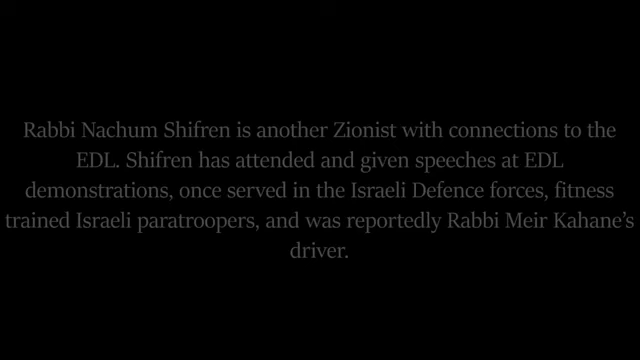 Rabbi Nachum Shifren is another Zionist with connections to the
EDL. Shifren has attended and given speeches at EDL
demonstrations, once served in the Israeli Defence forces, fitness
trained Israeli paratroopers, and was reportedly Rabbi Meir Kahane’s
driver.